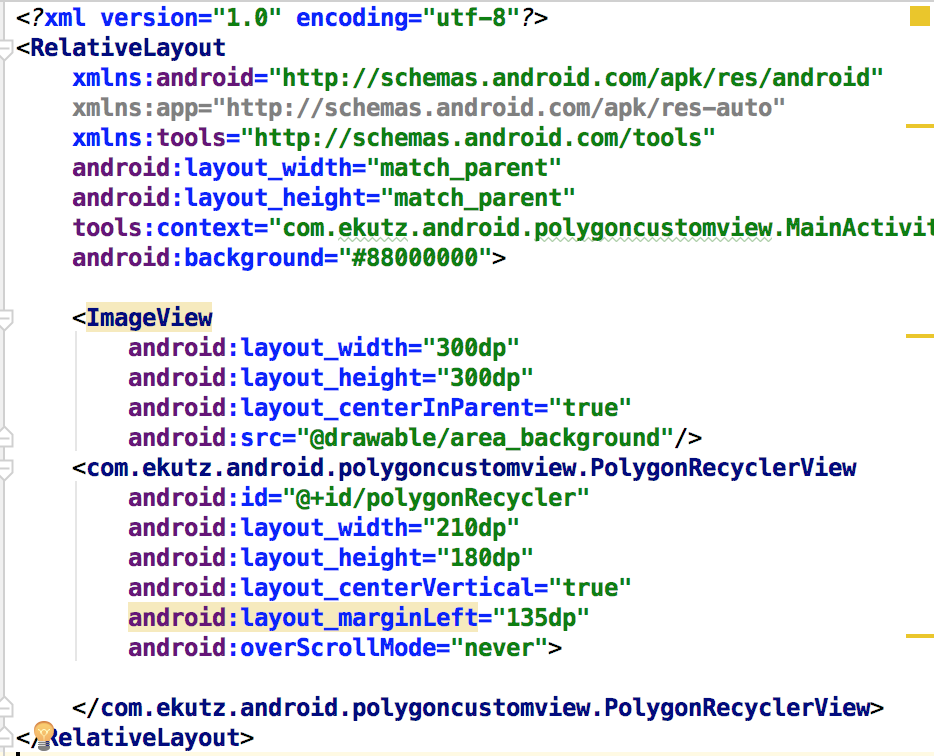 <?xml version="1.0" encoding="utf-8"?>
<RelativeLayout
    xmlns:android="http://schemas.android.com/apk/res/android"
    xmlns:app="http://schemas.android.com/apk/res-auto"
    xmlns:tools="http://schemas.android.com/tools"
    android:layout_width="match_parent"
    android:layout_height="match_parent"
    tools:context="com.ekutz.android.polygoncustomview.MainActivit
    android:background="#88000000">

    <ImageView
        android:layout_width="300dp"
        android:layout_height="300dp"
        android:layout_centerInParent="true"
        android:src="@drawable/area_background"/>
    <com.ekutz.android.polygoncustomview.PolygonRecyclerView
        android:id="@+id/polygonRecycler"
        android:layout_width="210dp"
        android:layout_height="180dp"
        android:layout_centerVertical="true"
        android:layout_marginLeft="135dp"
        android:overScrollMode="never">

    </com.ekutz.android.polygoncustomview.PolygonRecyclerView>
</RelativeLayout>